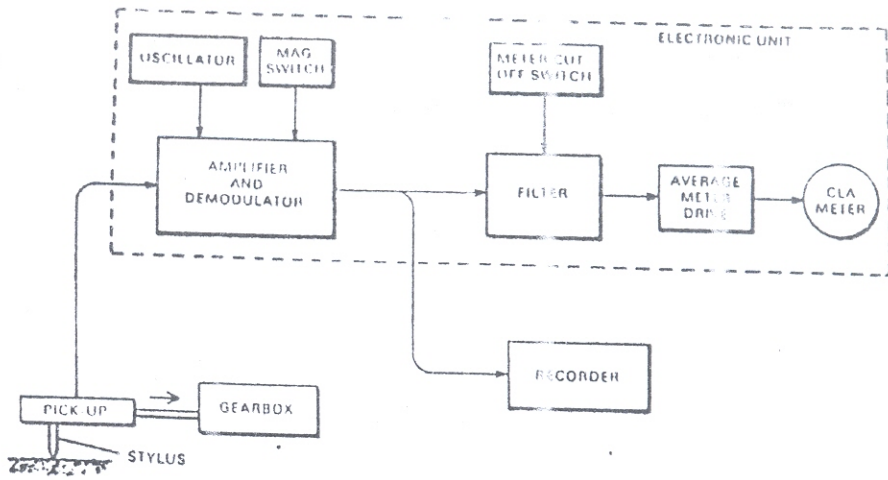 ELECTRONIC UNIT
OSCILLATOR
MAG
SWITCH
METER CUT
OFF SWITCH
AMPLIFIER
AND
DEMODULATOR
FILTER
AVERAGE
METER
DRIVE
CLA
METER
RECORDER
PICK-UP
GEARBOX
STYLUS